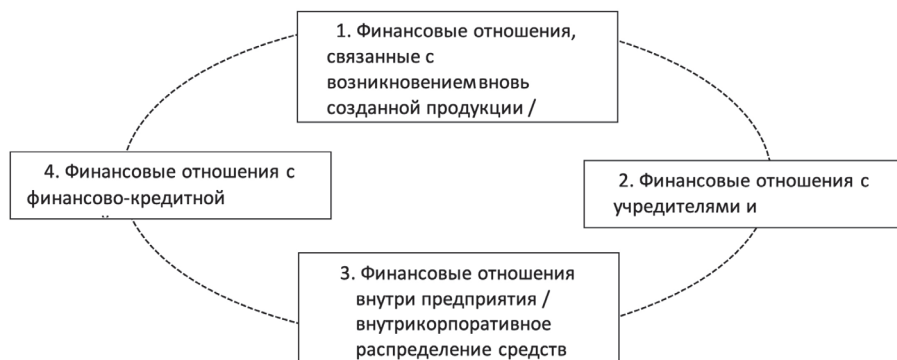 1. Финансовые отношения,
связанные с
возникновениемвновь
созданной продукции /
4. Финансовые отношения с
финансово-кредитной
2. Финансовые отношения с
учредителями и
3. Финансовые отношения
внутри предприятия /
внутрикорпоративное
распределение средств